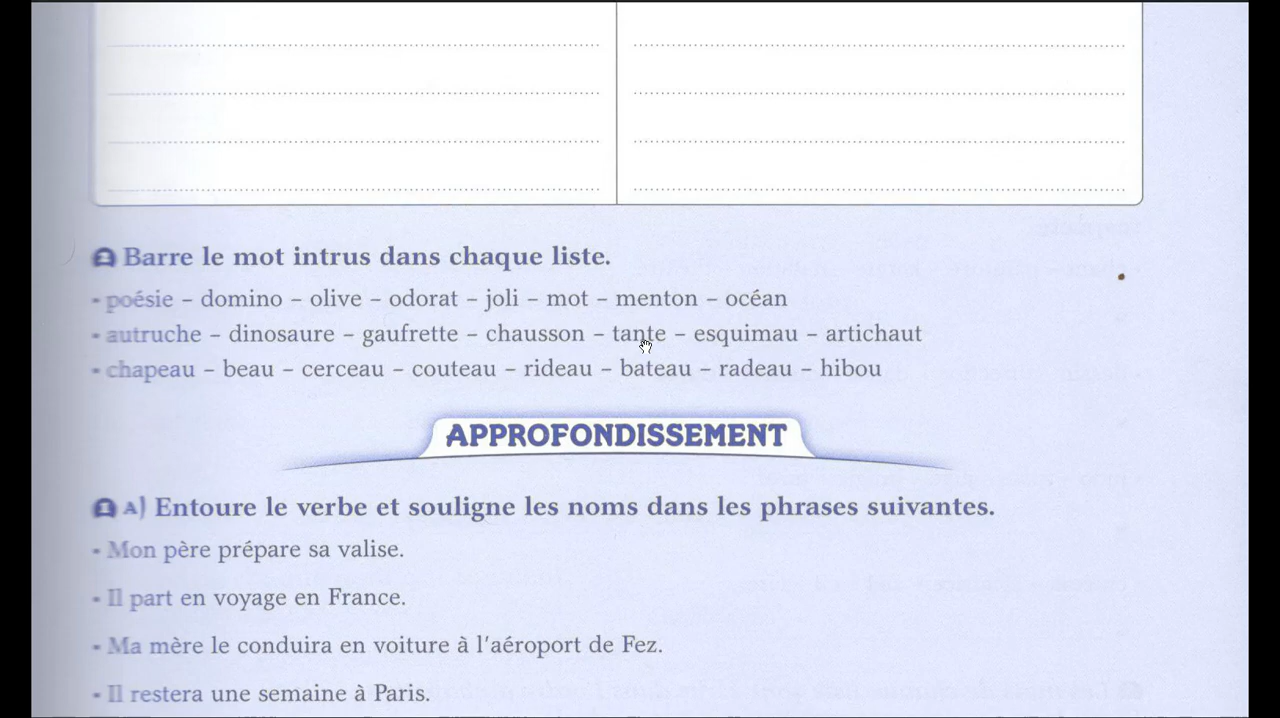 Barre le mot intrus dans chaque liste.
• poésie – domino – olive – odorat – joli – mot – menton – océan
• autruche – dinosaure – gaufrette – chausson – tante – esquimau – artichaut
• chapeau – beau – cerceau – couteau – rideau – bateau – radeau – hibou
APPROFONDISSEMENT
A) Entoure le verbe et souligne les noms dans les phrases suivantes.
• Mon père prépare sa valise.
• Il part en voyage en France.
• Ma mère le conduira en voiture à l'aéroport de Fez.
• Il restera une semaine à Paris.